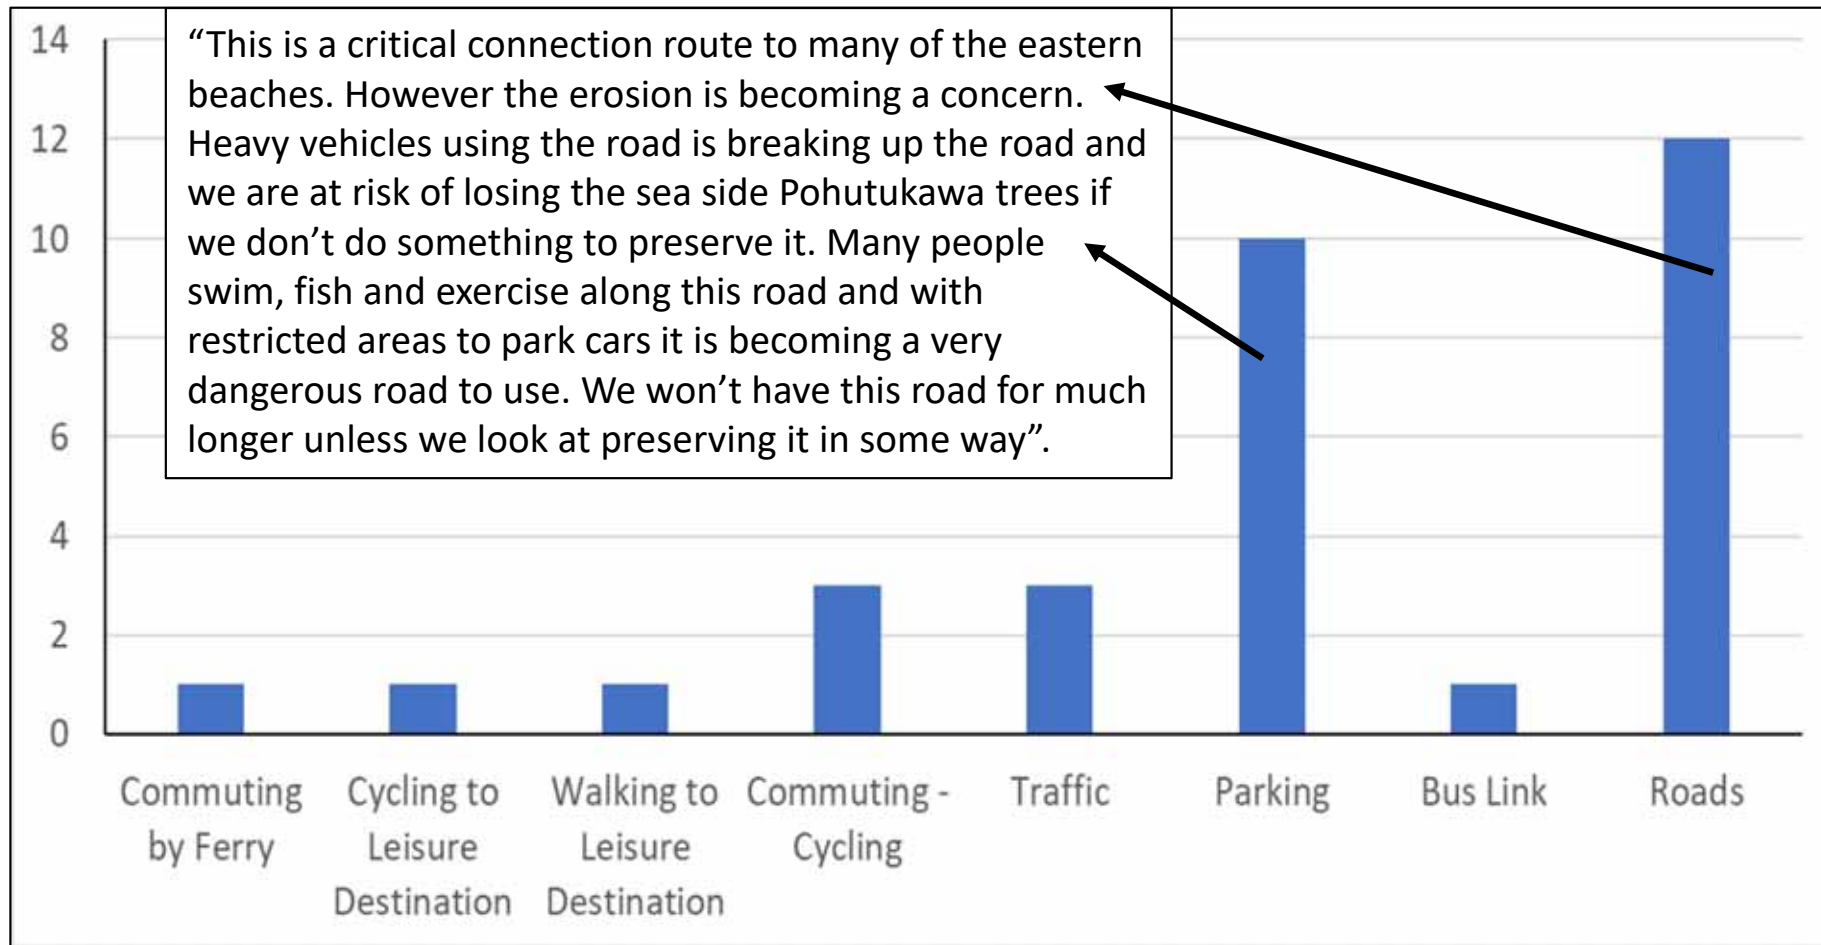 14
12
10
8
6
4
2
0
“This is a critical connection route to many of the eastern
beaches. However the erosion is becoming a concern.
Heavy vehicles using the road is breaking up the road and
we are at risk of losing the sea side Pohutukawa trees if
we don’t do something to preserve it. Many people
swim, fish and exercise along this road and with
restricted areas to park cars it is becoming a very
dangerous road to use. We won’t have this road for much
longer unless we look at preserving it in some way”.
Commuting
by Ferry
Cycling to
Leisure
Destination
Walking to
Leisure
Destination
Commuting -
Cycling
Traffic
Parking
Bus Link
Roads